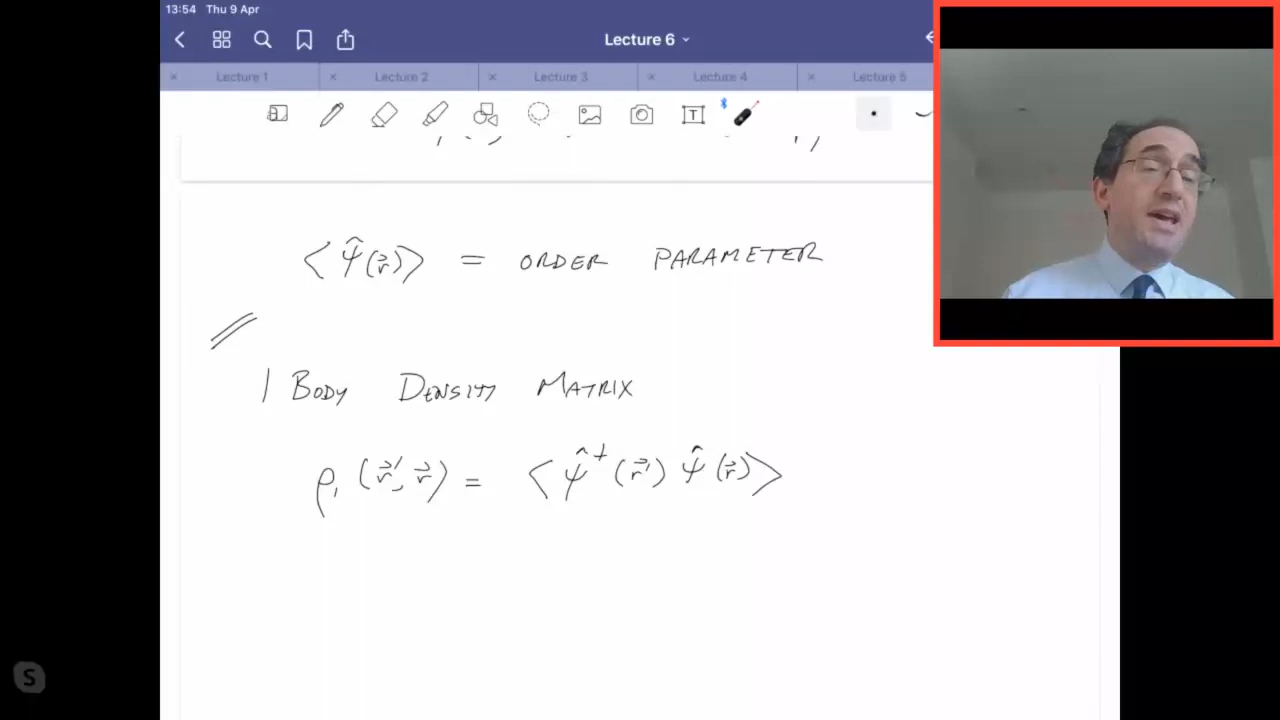 13:54 Thu 9 Apr
Lecture 6
Lecture 1 Lecture 2 Lecture 3 Lecture 4 Lecture 5
T
⟨ψ̂(r⃗)⟩ = ORDER PARAMETER
1 BODY DENSITY MATRIX
ρ₁(r⃗′, r⃗) = ⟨ψ̂†(r⃗′) ψ̂(r⃗)⟩
S